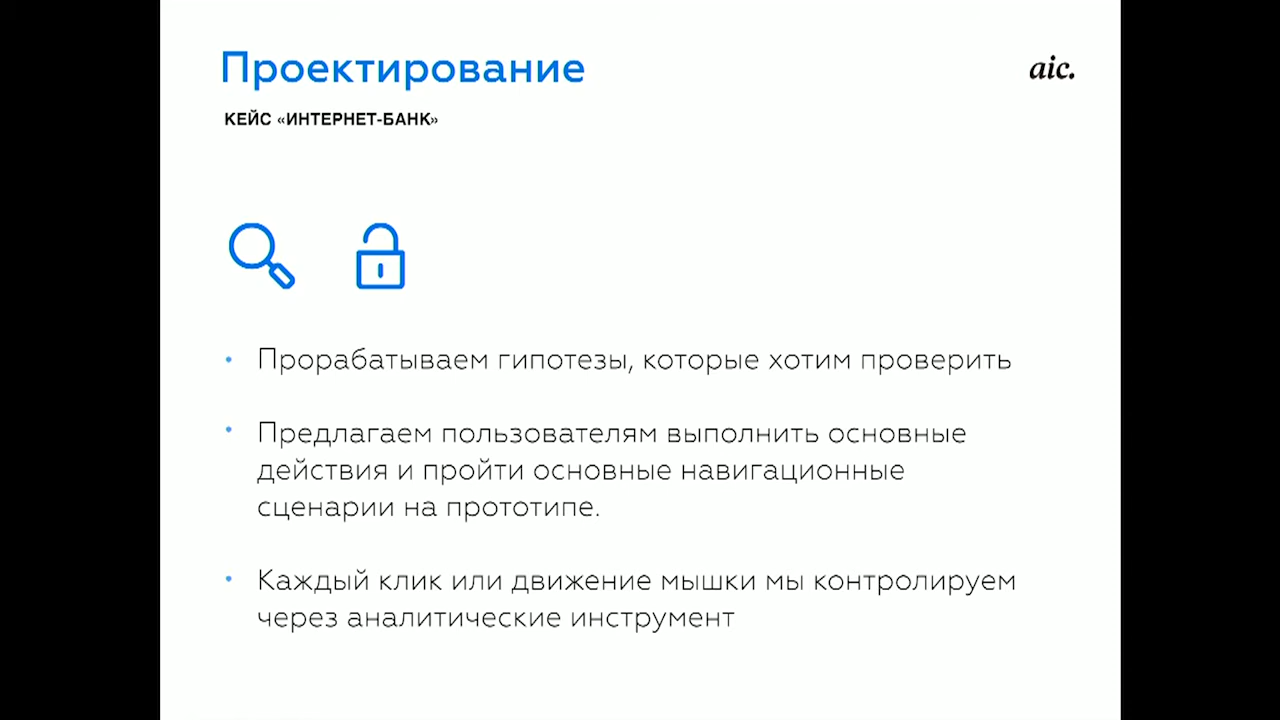 Проектирование
aic.
КЕЙС «ИНТЕРНЕТ-БАНК»
Прорабатываем гипотезы, которые хотим проверить
Предлагаем пользователям выполнить основные
действия и пройти основные навигационные
сценарии на прототипе.
Каждый клик или движение мышки мы контролируем
через аналитические инструмент